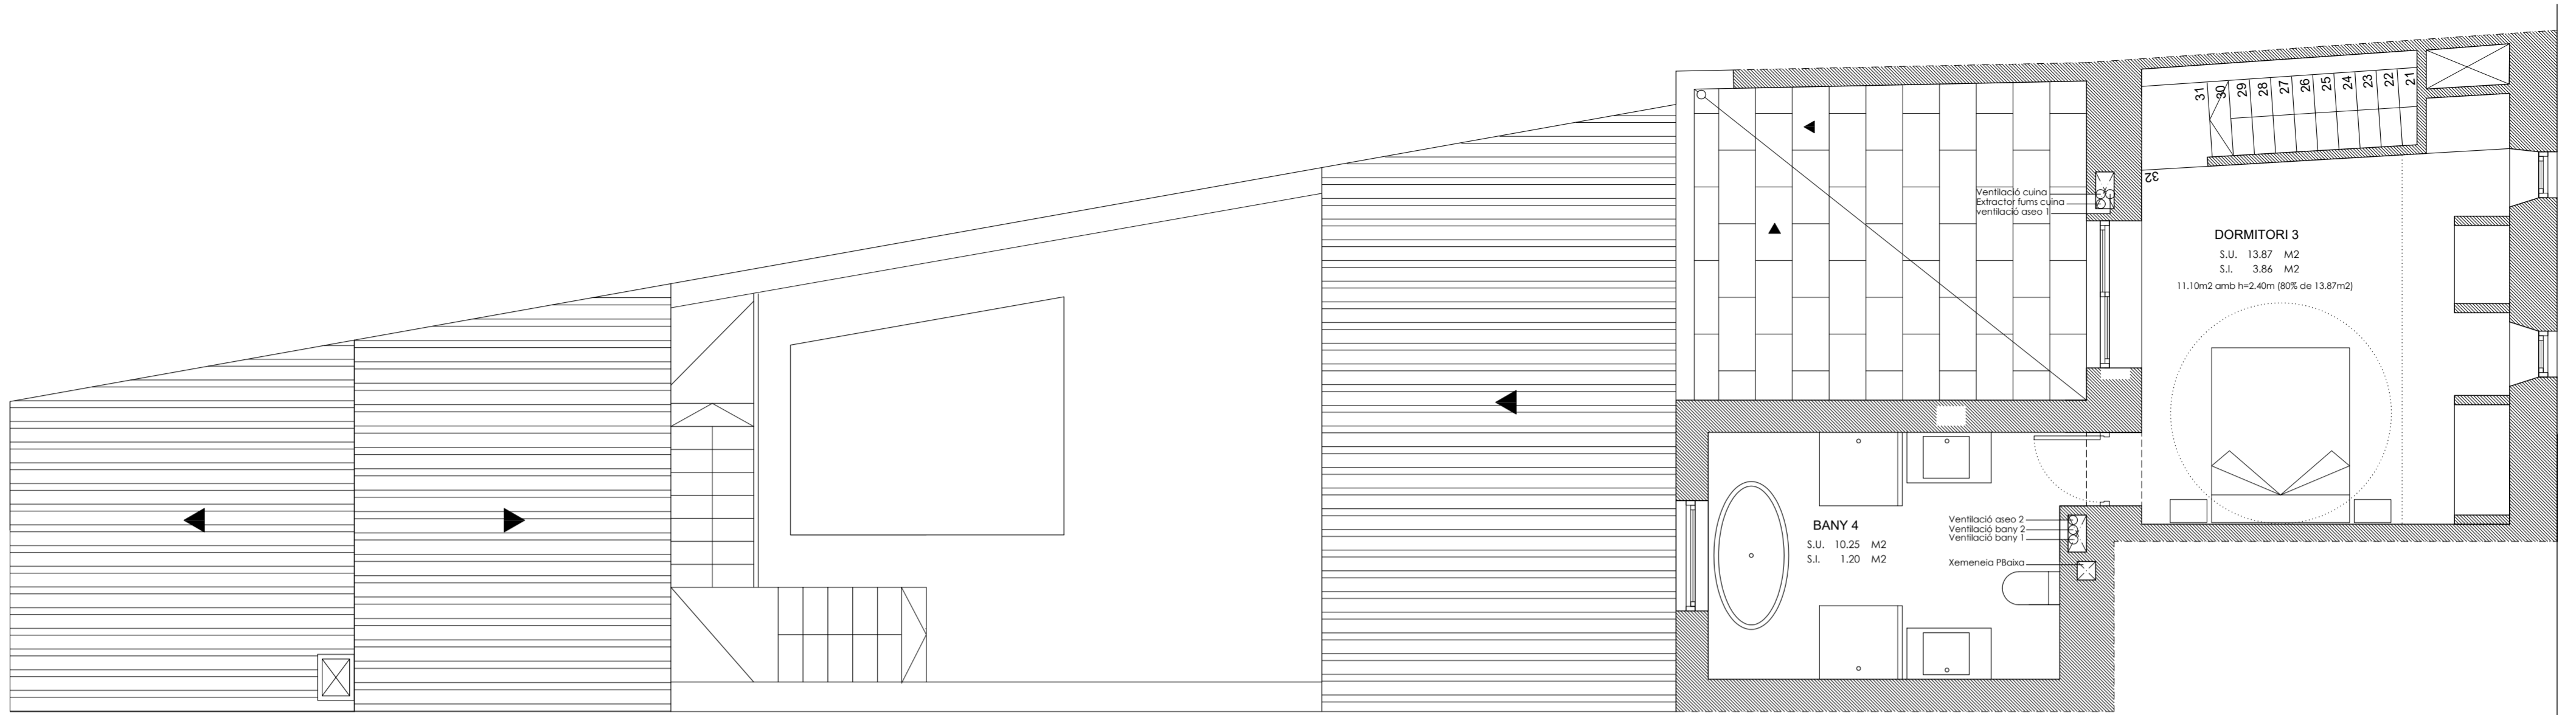 31
30
29
28
27
26
25
24
23
22
21
32
Ventilació cuina
Extractor fums cuina
ventilació aseo 1
DORMITORI 3
S.U. 13.87 M2
S.I. 3.86 M2
11.10m2 amb h=2.40m (80% de 13.87m2)
BANY 4
S.U. 10.25 M2
S.I. 1.20 M2
Ventilació aseo 2
Ventilació bany 2
Ventilació bany 1
Xemeneia PBaixa